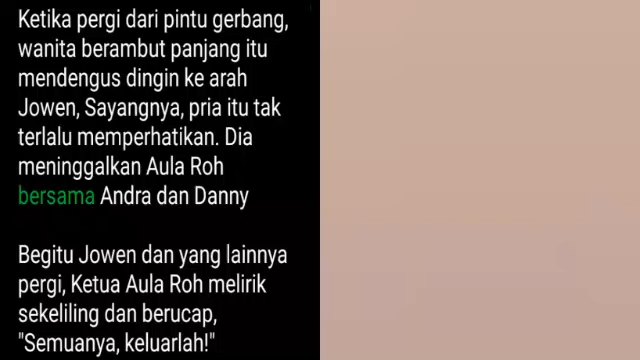 Ketika pergi dari pintu gerbang,
wanita berambut panjang itu
mendengus dingin ke arah
Jowen, Sayangnya, pria itu tak
terlalu memperhatikan. Dia
meninggalkan Aula Roh
bersama Andra dan Danny
Begitu Jowen dan yang lainnya
pergi, Ketua Aula Roh melirik
sekeliling dan berucap,
"Semuanya, keluarlah!"